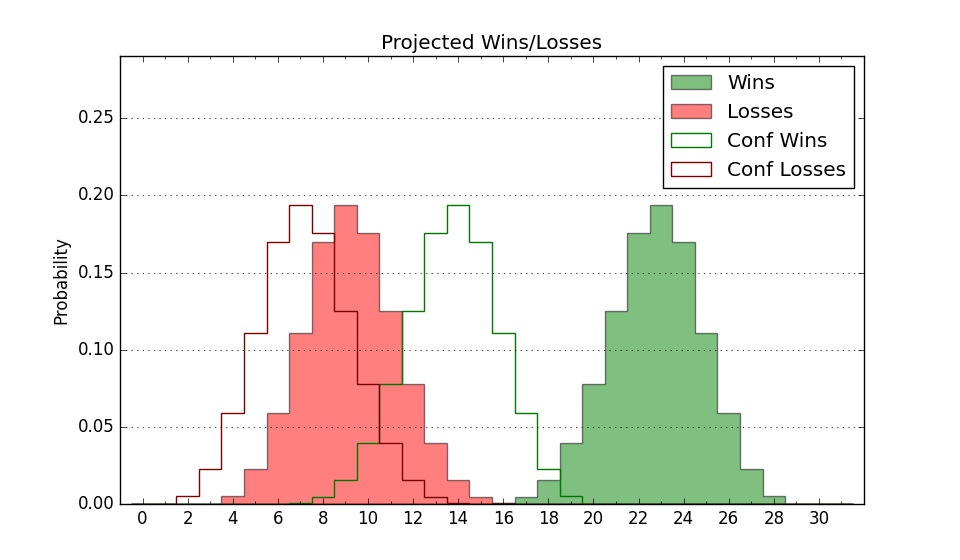 Projected Wins/Losses
Wins
Losses
Conf Wins
Conf Losses
Probability
0.25
0.20
0.15
0.10
0.05
0.00
0 2 4 6 8 10 12 14 16 18 20 22 24 26 28 30